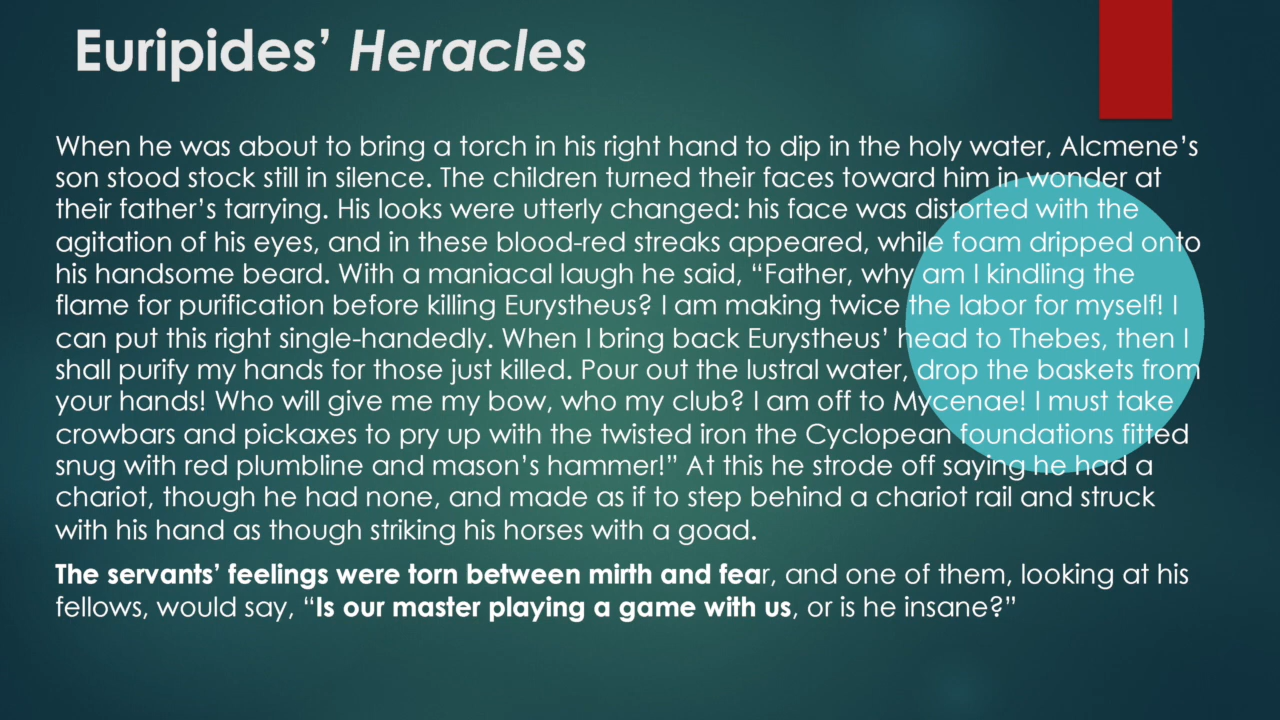 Euripides’ Heracles
When he was about to bring a torch in his right hand to dip in the holy water, Alcmene’s
son stood stock still in silence. The children turned their faces toward him in wonder at
their father’s tarrying. His looks were utterly changed: his face was distorted with the
agitation of his eyes, and in these blood-red streaks appeared, while foam dripped onto
his handsome beard. With a maniacal laugh he said, “Father, why am I kindling the
flame for purification before killing Eurystheus? I am making twice the labor for myself! I
can put this right single-handedly. When I bring back Eurystheus’ head to Thebes, then I
shall purify my hands for those just killed. Pour out the lustral water, drop the baskets from
your hands! Who will give me my bow, who my club? I am off to Mycenae! I must take
crowbars and pickaxes to pry up with the twisted iron the Cyclopean foundations fitted
snug with red plumbline and mason’s hammer!” At this he strode off saying he had a
chariot, though he had none, and made as if to step behind a chariot rail and struck
with his hand as though striking his horses with a goad.
The servants’ feelings were torn between mirth and fear, and one of them, looking at his
fellows, would say, “Is our master playing a game with us, or is he insane?”